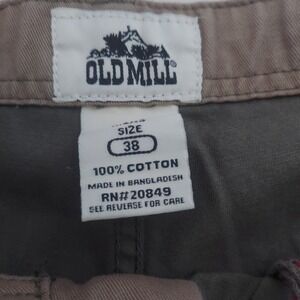 OLD MILL
SIZE
38
100% COTTON
MADE IN BANGLADESH
RN#20849
SEE REVERSE FOR CARE